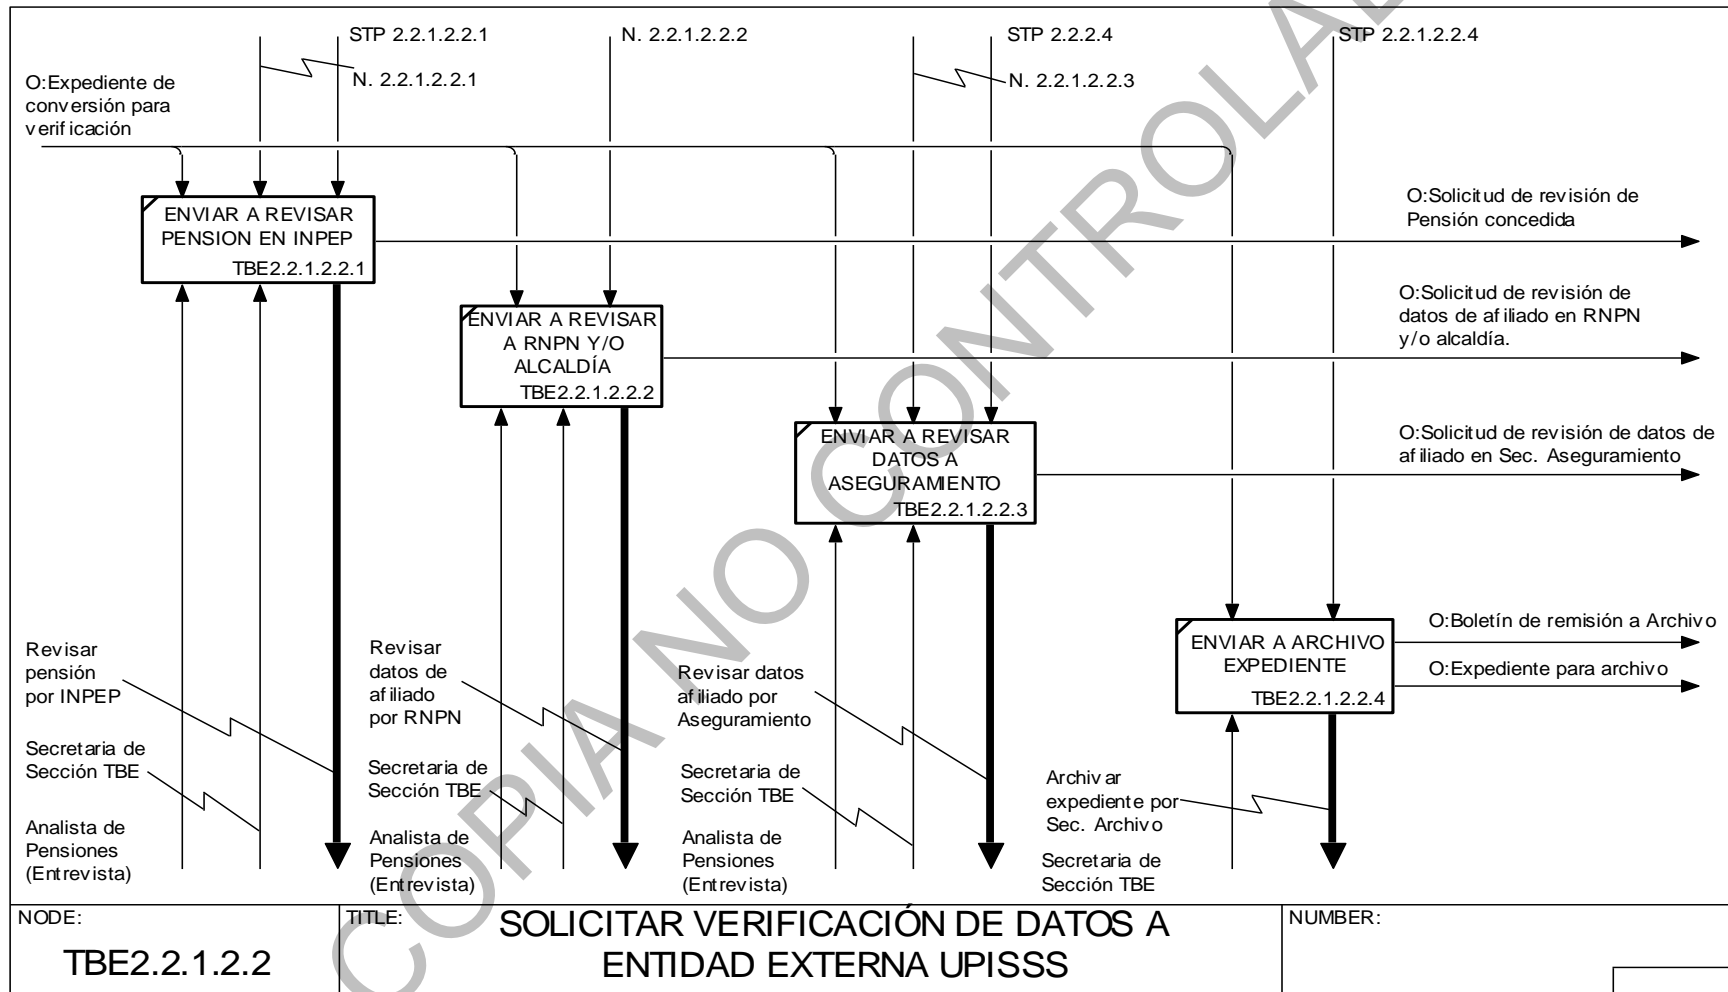 STP 2.2.1.2.2.1
N. 2.2.1.2.2.2
STP 2.2.2.4
STP 2.2.1.2.2.4
N. 2.2.1.2.2.1
N. 2.2.1.2.2.3
O:Expediente de
conversión para
verificación
ENVIAR A REVISAR
PENSION EN INPEP
TBE2.2.1.2.2.1
O:Solicitud de revisión de
Pensión concedida
ENVIAR A REVISAR
A RNPN Y/O
ALCALDÍA
TBE2.2.1.2.2.2
O:Solicitud de revisión de
datos de afiliado en RNPN
y/o alcaldía.
ENVIAR A REVISAR
DATOS A
ASEGURAMIENTO
TBE2.2.1.2.2.3
O:Solicitud de revisión de datos de
afiliado en Sec. Aseguramiento
ENVIAR A ARCHIVO
EXPEDIENTE
TBE2.2.1.2.2.4
O:Boletín de remisión a Archivo
O:Expediente para archivo
Revisar
pensión
por INPEP
Secretaria de
Sección TBE
Analista de
Pensiones
(Entrevista)
Revisar
datos de
afiliado
por RNPN
Secretaria de
Sección TBE
Analista de
Pensiones
(Entrevista)
Revisar datos
afiliado por
Aseguramiento
Secretaria de
Sección TBE
Analista de
Pensiones
(Entrevista)
Archivar
expediente por
Sec. Archivo
Secretaria de
Sección TBE
NODE:
TBE2.2.1.2.2
TITLE:
SOLICITAR VERIFICACIÓN DE DATOS A
ENTIDAD EXTERNA UPISSS
NUMBER:
COPIA NO CONTROLAD